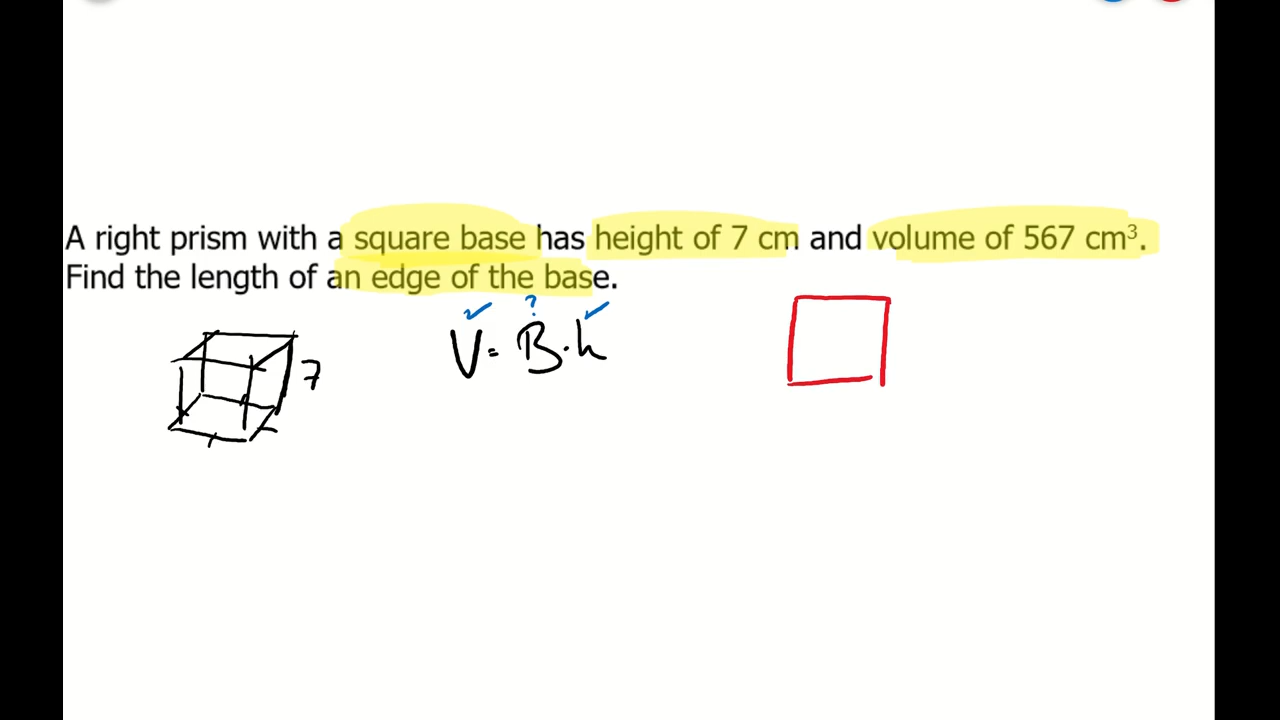 A right prism with a square base has height of 7 cm and volume of 567 cm³.
Find the length of an edge of the base.
✓ ? ✓
V = B · h
7